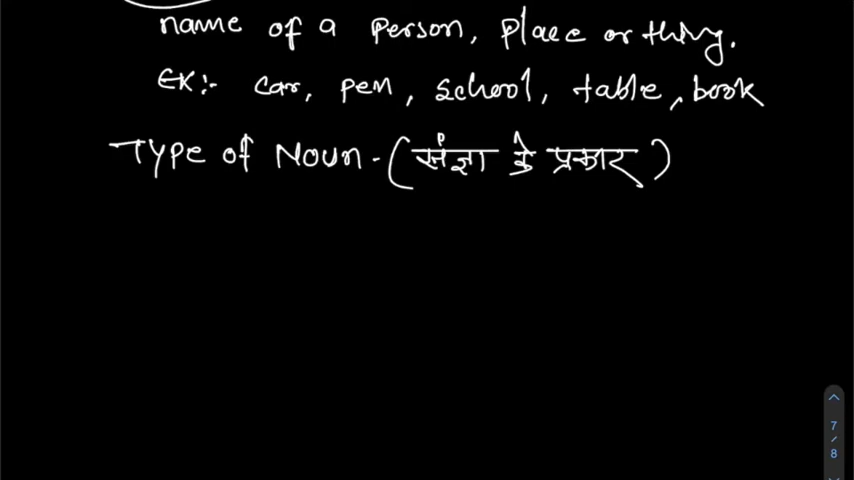 name of a person, place or thing.
Ex:- car, pen, school, table, book
Type of Noun - (संज्ञा के प्रकार)
7
/
8